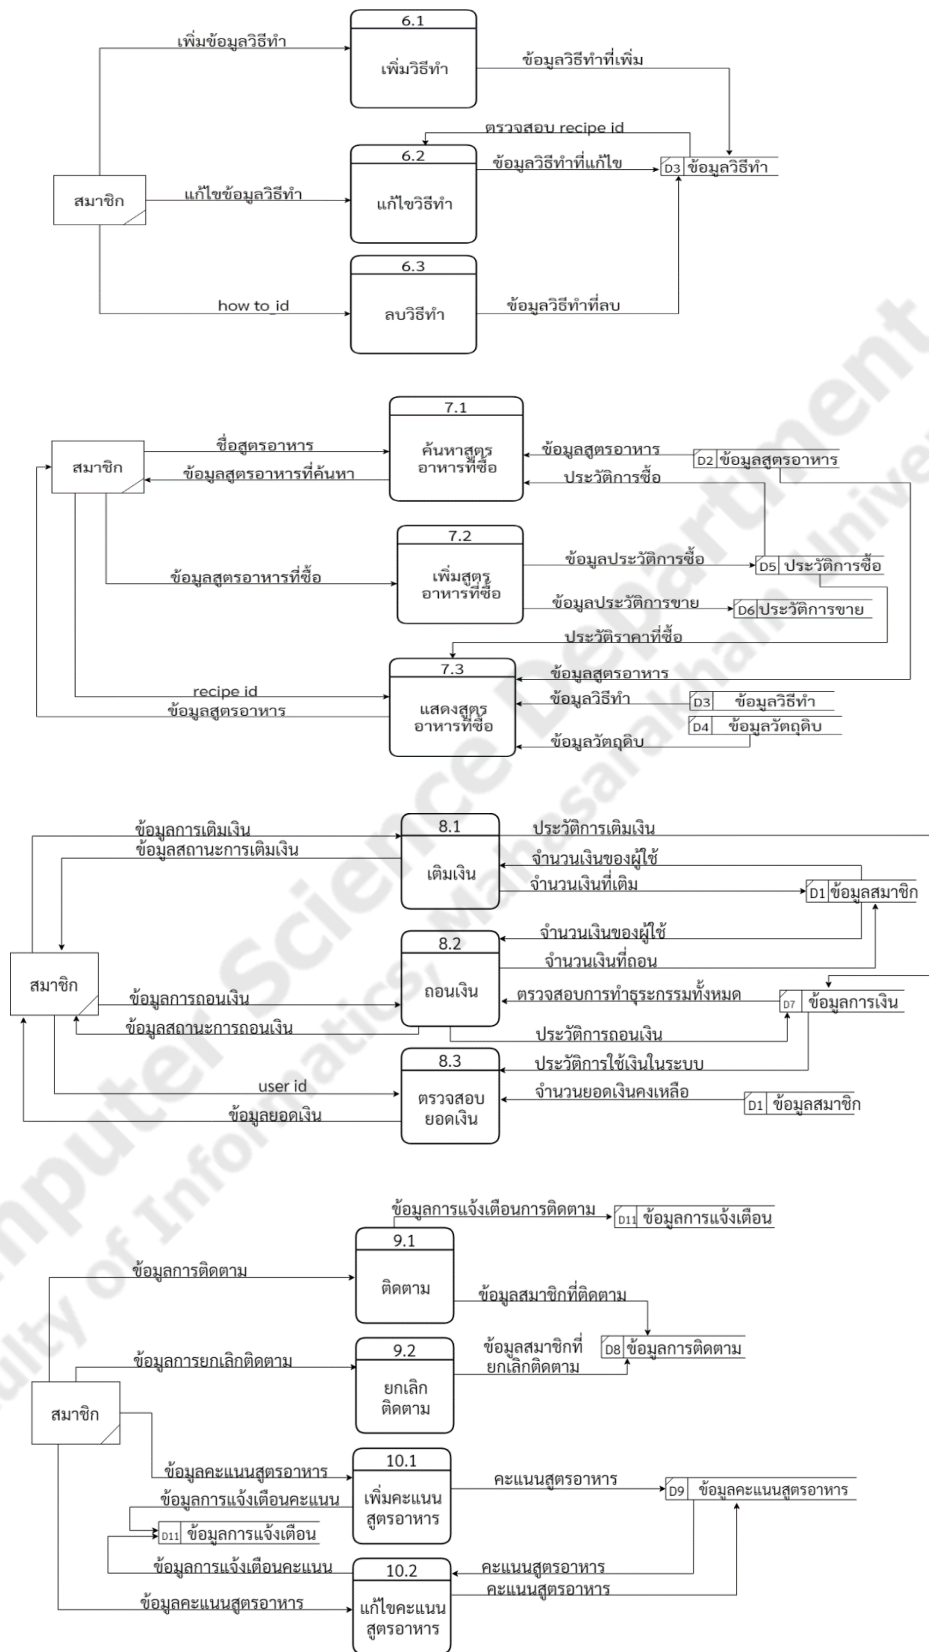 6.1
เพิ่มข้อมูลวิธีทำ
เพิ่มวิธีทำ
ข้อมูลวิธีทำที่เพิ่ม
ตรวจสอบ recipe id
6.2
ข้อมูลวิธีทำที่แก้ไข
D3 ข้อมูลวิธีทำ
สมาชิก
แก้ไขข้อมูลวิธีทำ
แก้ไขวิธีทำ
6.3
how to_id
ลบวิธีทำ
ข้อมูลวิธีทำที่ลบ
7.1
ชื่อสูตรอาหาร
สมาชิก
ค้นหาสูตร
อาหารที่ซื้อ
ข้อมูลสูตรอาหาร
D2 ข้อมูลสูตรอาหาร
ข้อมูลสูตรอาหารที่ค้นหา
ประวัติการซื้อ
7.2
ข้อมูลสูตรอาหารที่ซื้อ
เพิ่มสูตร
อาหารที่ซื้อ
ข้อมูลประวัติการซื้อ
D5 ประวัติการซื้อ
ข้อมูลประวัติการขาย
D6 ประวัติการขาย
ประวัติราคาที่ซื้อ
7.3
ข้อมูลสูตรอาหาร
recipe id
ข้อมูลสูตรอาหาร
แสดงสูตร
อาหารที่ซื้อ
ข้อมูลวิธีทำ
D3 ข้อมูลวิธีทำ
D4 ข้อมูลวัตถุดิบ
ข้อมูลวัตถุดิบ
8.1
ข้อมูลการเติมเงิน
ประวัติการเติมเงิน
ข้อมูลสถานะการเติมเงิน
เติมเงิน
จำนวนเงินของผู้ใช้
จำนวนเงินที่เติม
D1 ข้อมูลสมาชิก
8.2
จำนวนเงินของผู้ใช้
จำนวนเงินที่ถอน
สมาชิก
ถอนเงิน
ข้อมูลการถอนเงิน
ตรวจสอบการทำธุระกรรมทั้งหมด
D7 ข้อมูลการเงิน
ข้อมูลสถานะการถอนเงิน
ประวัติการถอนเงิน
8.3
ประวัติการใช้เงินในระบบ
user id
ตรวจสอบ
ยอดเงิน
จำนวนยอดเงินคงเหลือ
D1 ข้อมูลสมาชิก
ข้อมูลยอดเงิน
ข้อมูลการแจ้งเตือนการติดตาม
D11 ข้อมูลการแจ้งเตือน
9.1
ข้อมูลการติดตาม
ติดตาม
ข้อมูลสมาชิกที่ติดตาม
9.2
ข้อมูลการยกเลิกติดตาม
ข้อมูลสมาชิกที่
ยกเลิกติดตาม
D8 ข้อมูลการติดตาม
ยกเลิก
ติดตาม
สมาชิก
10.1
ข้อมูลคะแนนสูตรอาหาร
เพิ่มคะแนน
สูตรอาหาร
คะแนนสูตรอาหาร
D9 ข้อมูลคะแนนสูตรอาหาร
ข้อมูลการแจ้งเตือนคะแนน
D11 ข้อมูลการแจ้งเตือน
ข้อมูลการแจ้งเตือนคะแนน
10.2
คะแนนสูตรอาหาร
คะแนนสูตรอาหาร
ข้อมูลคะแนนสูตรอาหาร
แก้ไขคะแนน
สูตรอาหาร
Computer Science Department